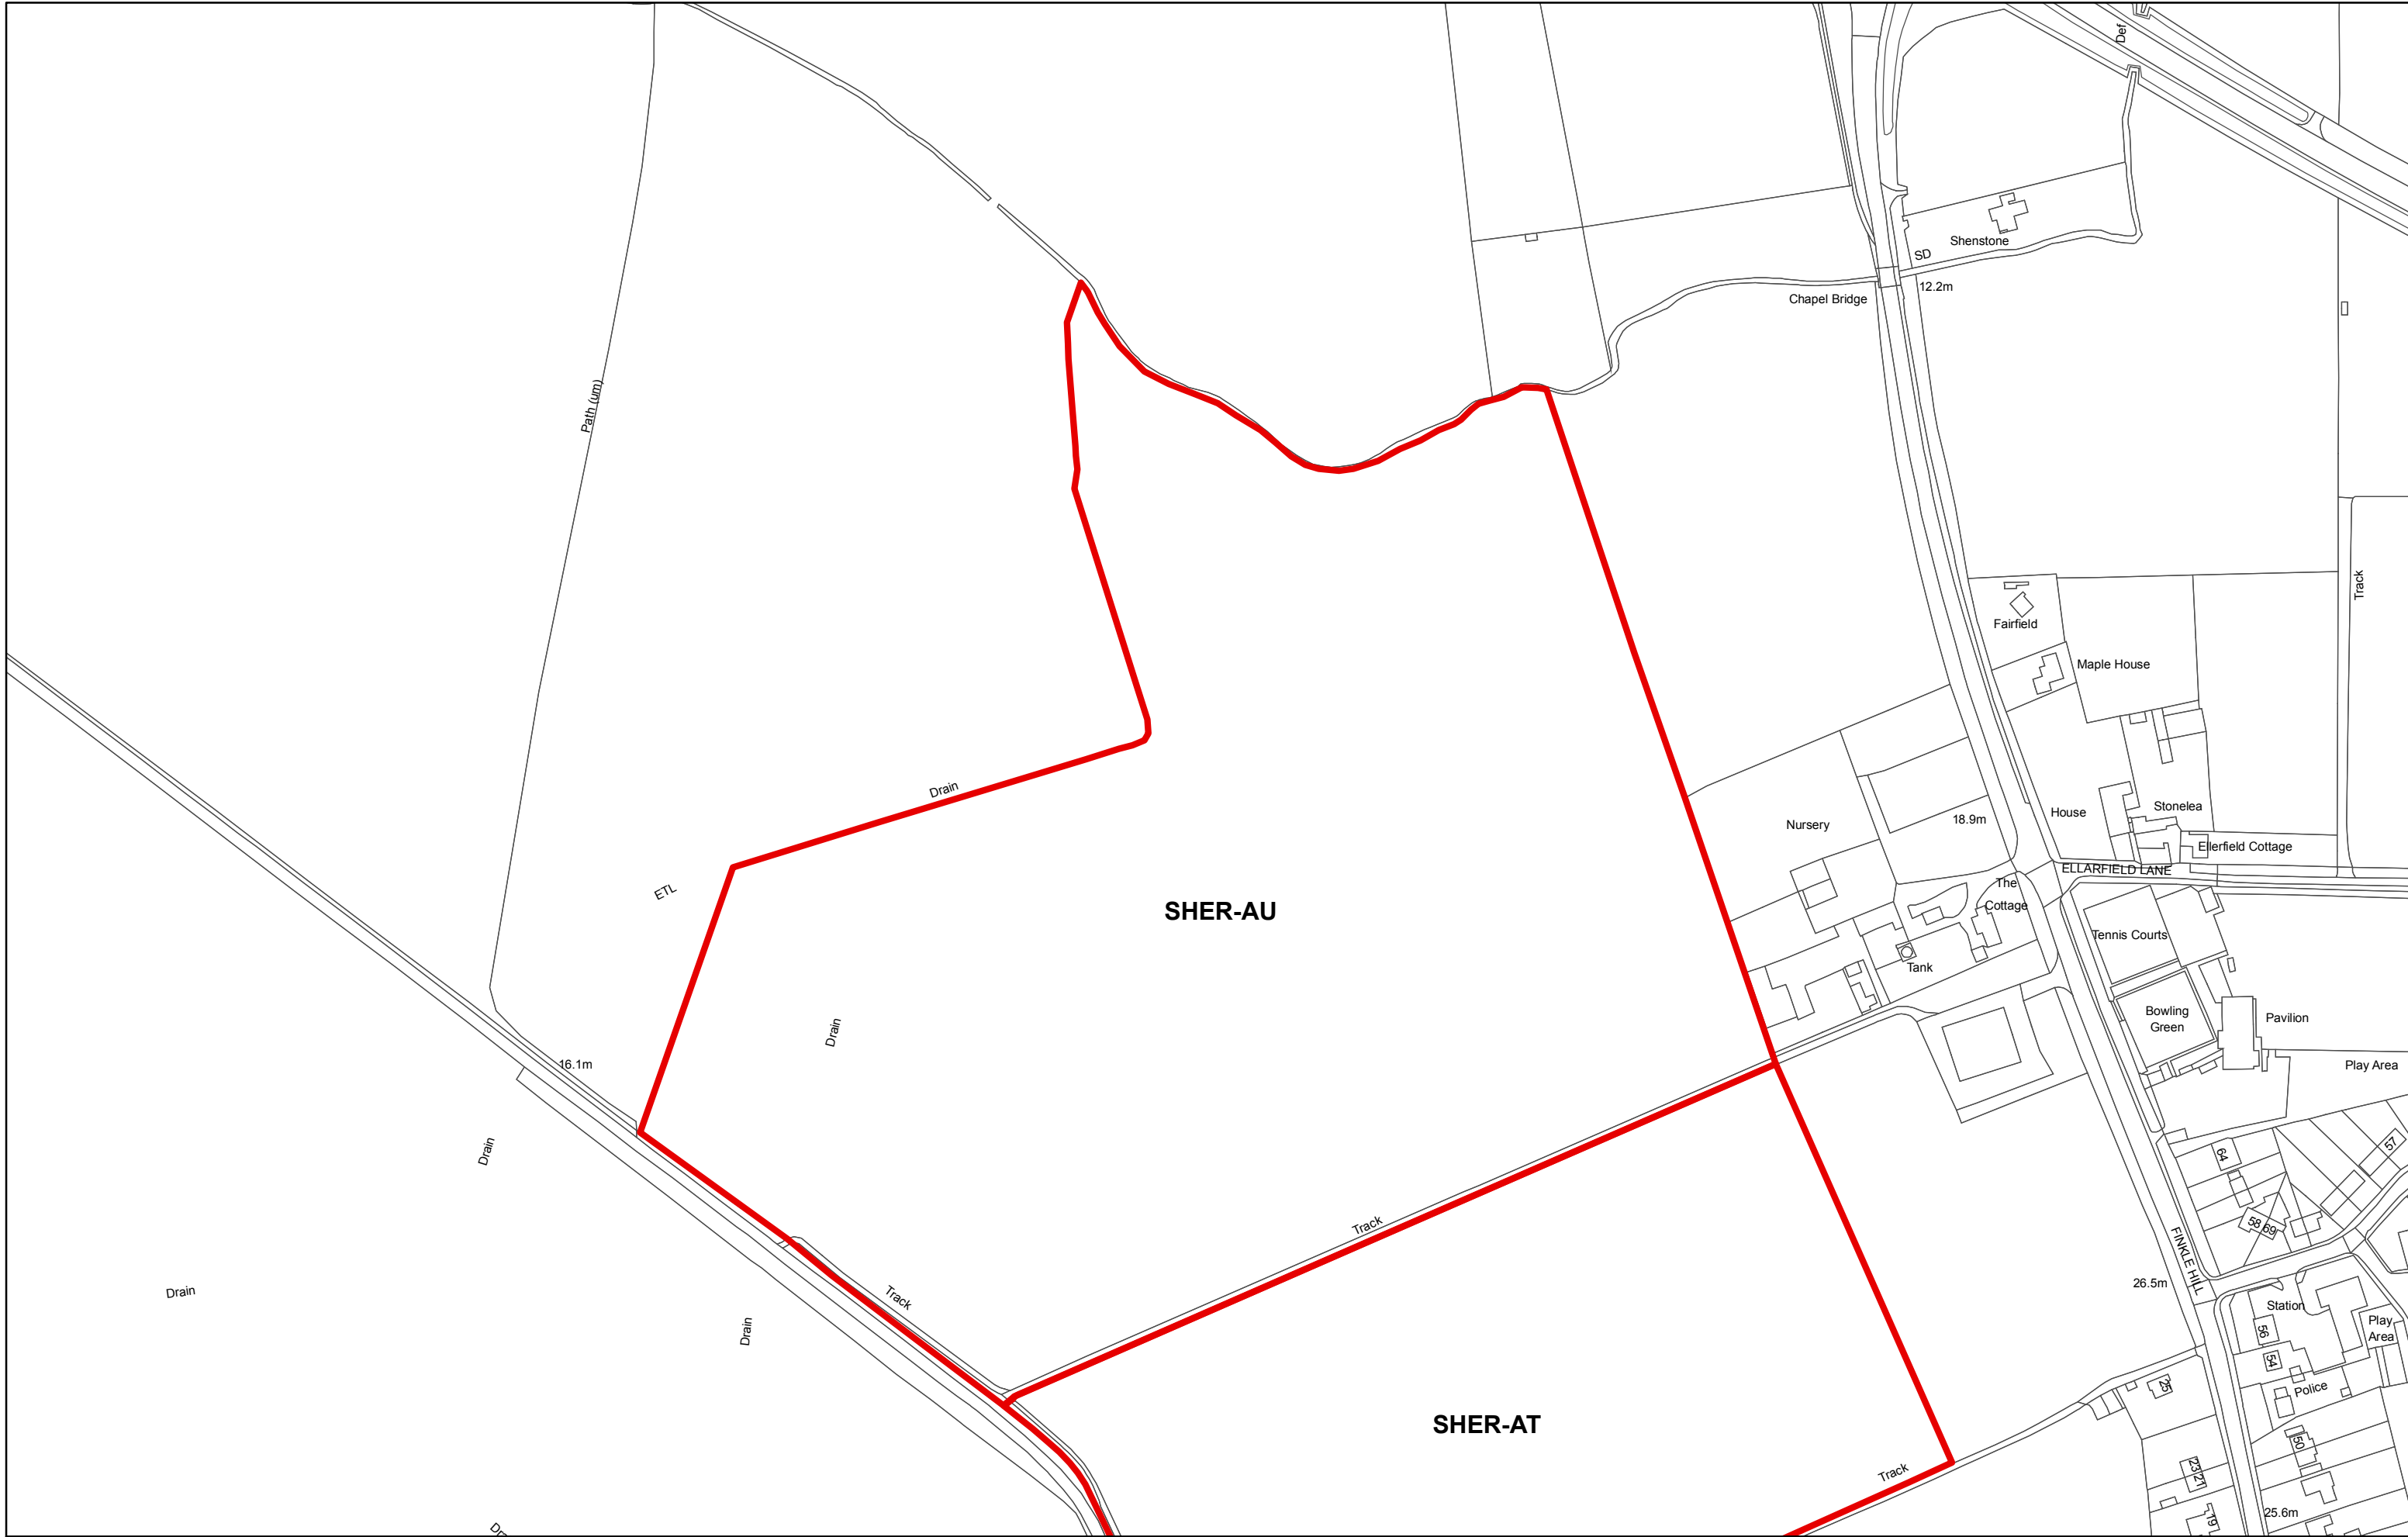 Def
Shenstone
SD
12.2m
Chapel Bridge
Path (um)
Track
Fairfield
Maple House
Drain
Nursery
18.9m
House
Stonelea
Ellerfield Cottage
ELLARFIELD LANE
The
Cottage
ETL
SHER-AU
Tennis Courts
Tank
Bowling
Green
Pavilion
Drain
16.1m
Play Area
Drain
57
64
58
69
Track
FINKLE HILL
26.5m
Drain
Track
Station
Drain
56
Play
Area
54
25
Police
SHER-AT
50
Track
23
21
25.6m
19